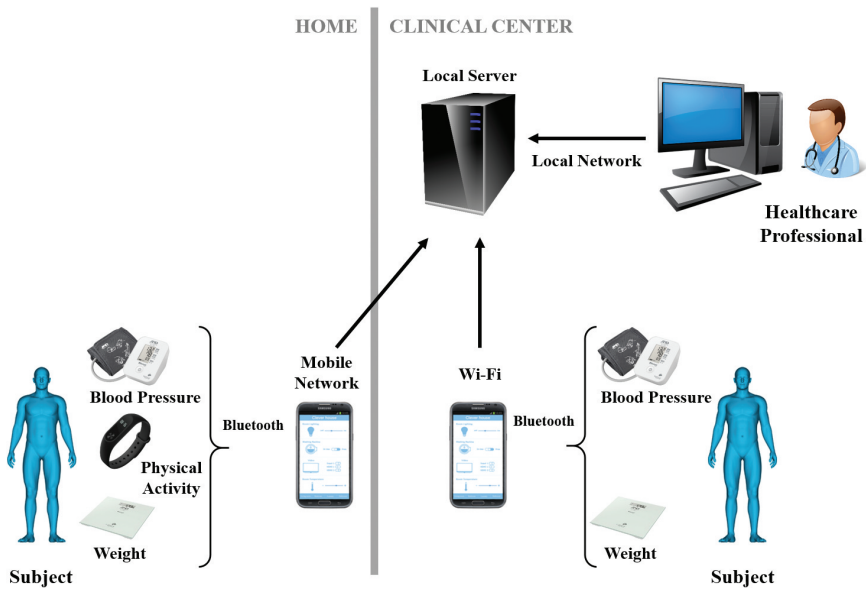 HOME
CLINICAL CENTER
Local Server
Local Network
Healthcare
Professional
Mobile
Network
Wi-Fi
Blood Pressure
Bluetooth
Physical
Activity
Weight
Subject
Blood Pressure
Bluetooth
Weight
Subject